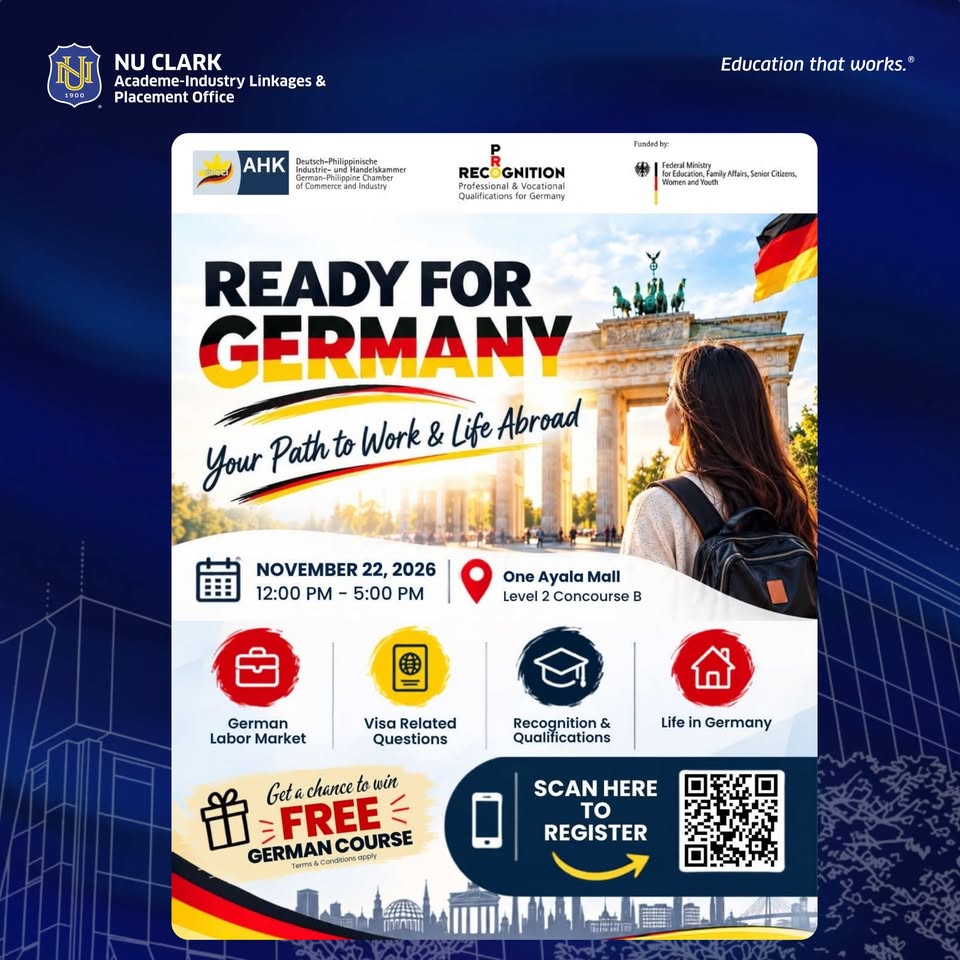 NU CLARK
Academe-Industry Linkages &
Placement Office
1900
Education that works.®
AHK
Deutsch-Philippinische
Industrie- und Handelskammer
German-Philippine Chamber
of Commerce and Industry
PRO
RECOGNITION
Professional & Vocational
Qualifications for Germany
Funded by:
Federal Ministry
for Education, Family Affairs, Senior Citizens,
Women and Youth
READY FOR
GERMANY
Your Path to Work & Life Abroad
NOVEMBER 22, 2026
12:00 PM – 5:00 PM
One Ayala Mall
Level 2 Concourse B
German
Labor Market
Visa Related
Questions
Recognition &
Qualifications
Life in Germany
Get a chance to win
FREE
GERMAN COURSE
Terms & Conditions apply
SCAN HERE
TO
REGISTER